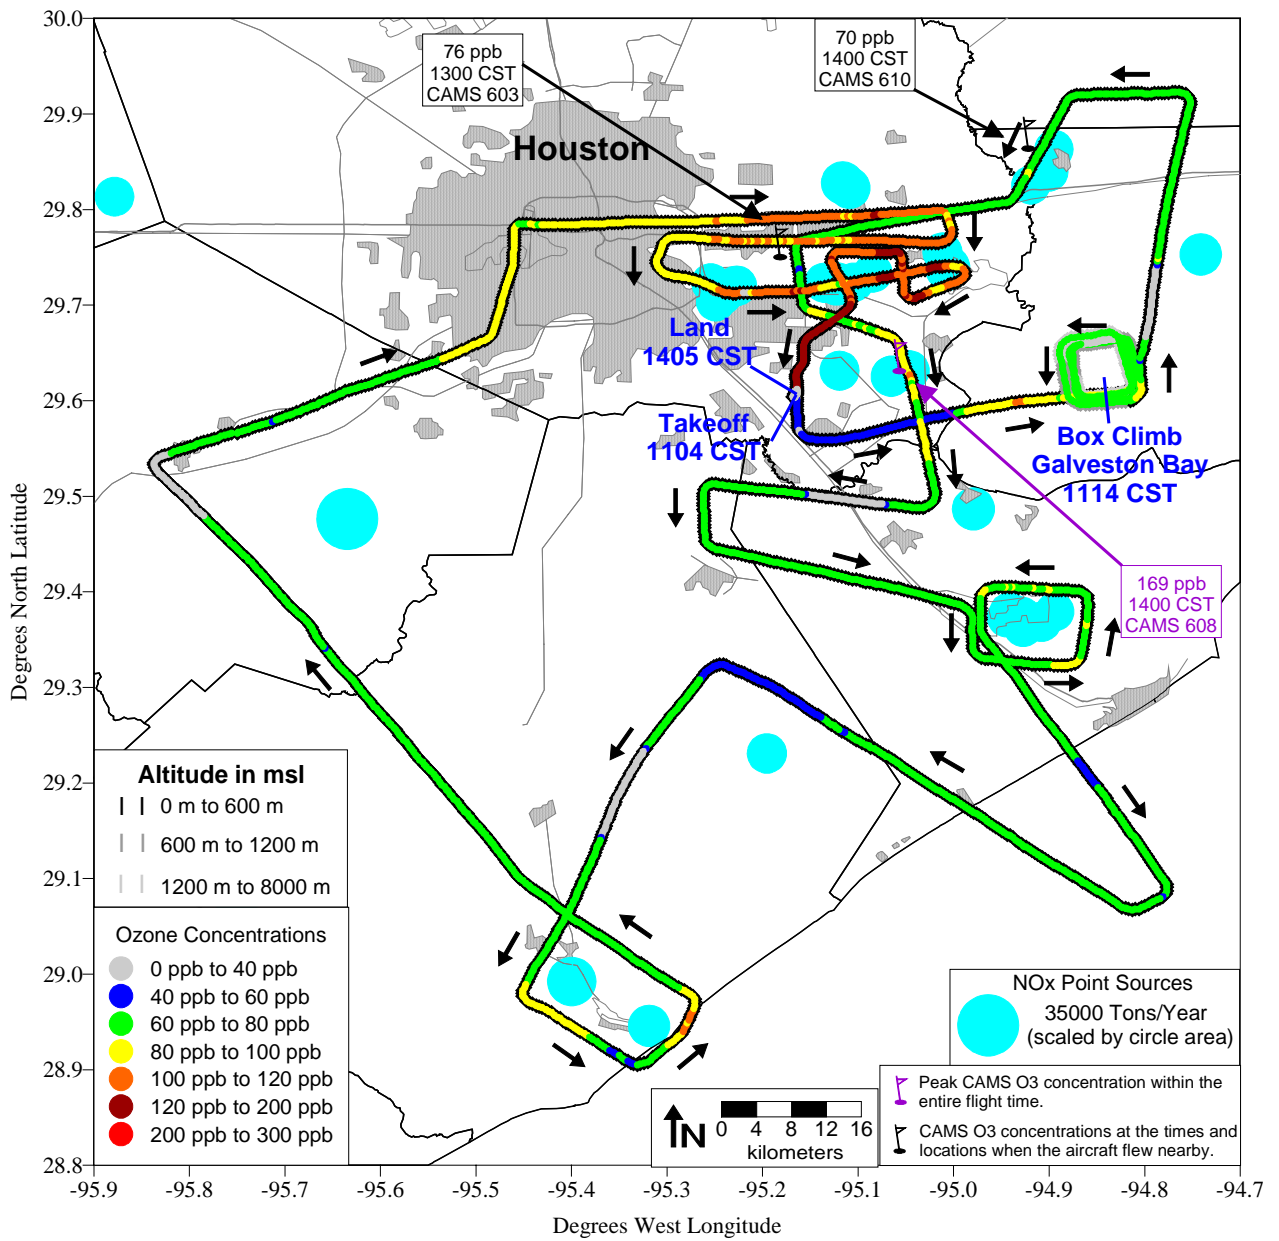 30.0
29.9
29.8
29.7
29.6
29.5
29.4
29.3
29.2
29.1
29.0
28.9
28.8
Degrees North Latitude
76 ppb
1300 CST
CAMS 603
70 ppb
1400 CST
CAMS 610
Houston
Land
1405 CST
Takeoff
1104 CST
Box Climb
Galveston Bay
1114 CST
169 ppb
1400 CST
CAMS 608
Altitude in msl
0 m to 600 m
600 m to 1200 m
1200 m to 8000 m
Ozone Concentrations
0 ppb to 40 ppb
40 ppb to 60 ppb
60 ppb to 80 ppb
80 ppb to 100 ppb
100 ppb to 120 ppb
120 ppb to 200 ppb
200 ppb to 300 ppb
NOx Point Sources
35000 Tons/Year
(scaled by circle area)
Peak CAMS O3 concentration within the
entire flight time.
CAMS O3 concentrations at the times and
locations when the aircraft flew nearby.
N
0 4 8 12 16
kilometers
-95.9 -95.8 -95.7 -95.6 -95.5 -95.4 -95.3 -95.2 -95.1 -95.0 -94.9 -94.8 -94.7
Degrees West Longitude